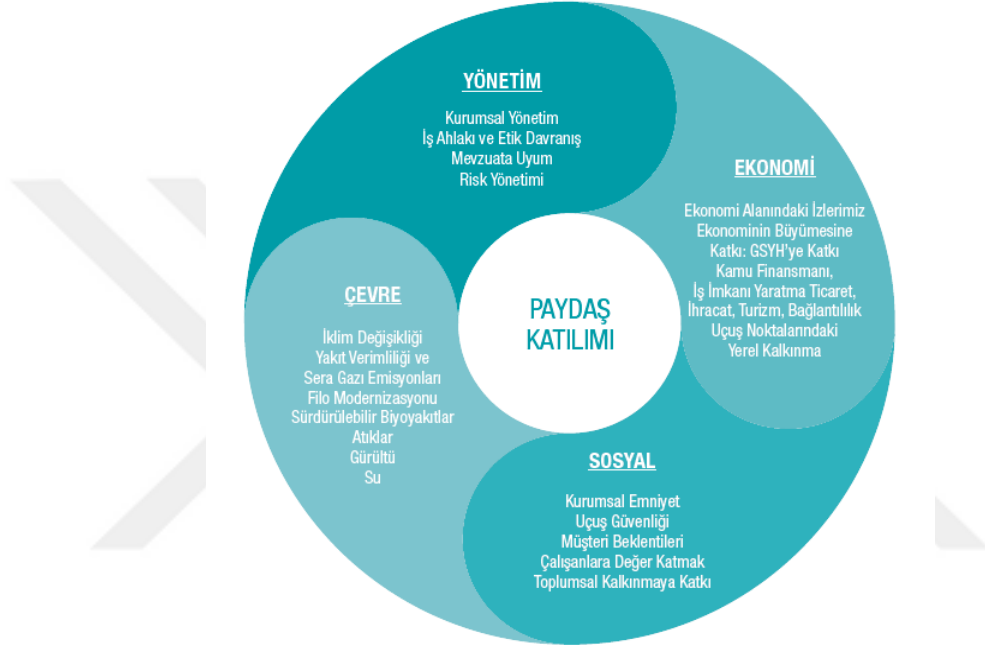 YÖNETİM
Kurumsal Yönetim
İş Ahlakı ve Etik Davranış
Mevzuata Uyum
Risk Yönetimi
EKONOMİ
Ekonomi Alanındaki İzlerimiz
Ekonominin Büyümesine
Katkı: GSYH'ye Katkı
Kamu Finansmanı,
İş İmkanı Yaratma Ticaret,
İhracat, Turizm, Bağlantılılık
Uçuş Noktalarındaki
Yerel Kalkınma
ÇEVRE
İklim Değişikliği
Yakıt Verimliliği ve
Sera Gazı Emisyonları
Filo Modernizasyonu
Sürdürülebilir Biyoyakıtlar
Atıklar
Gürültü
Su
PAYDAŞ
KATILIMI
SOSYAL
Kurumsal Emniyet
Uçuş Güvenliği
Müşteri Beklentileri
Çalışanlara Değer Katmak
Toplumsal Kalkınmaya Katkı